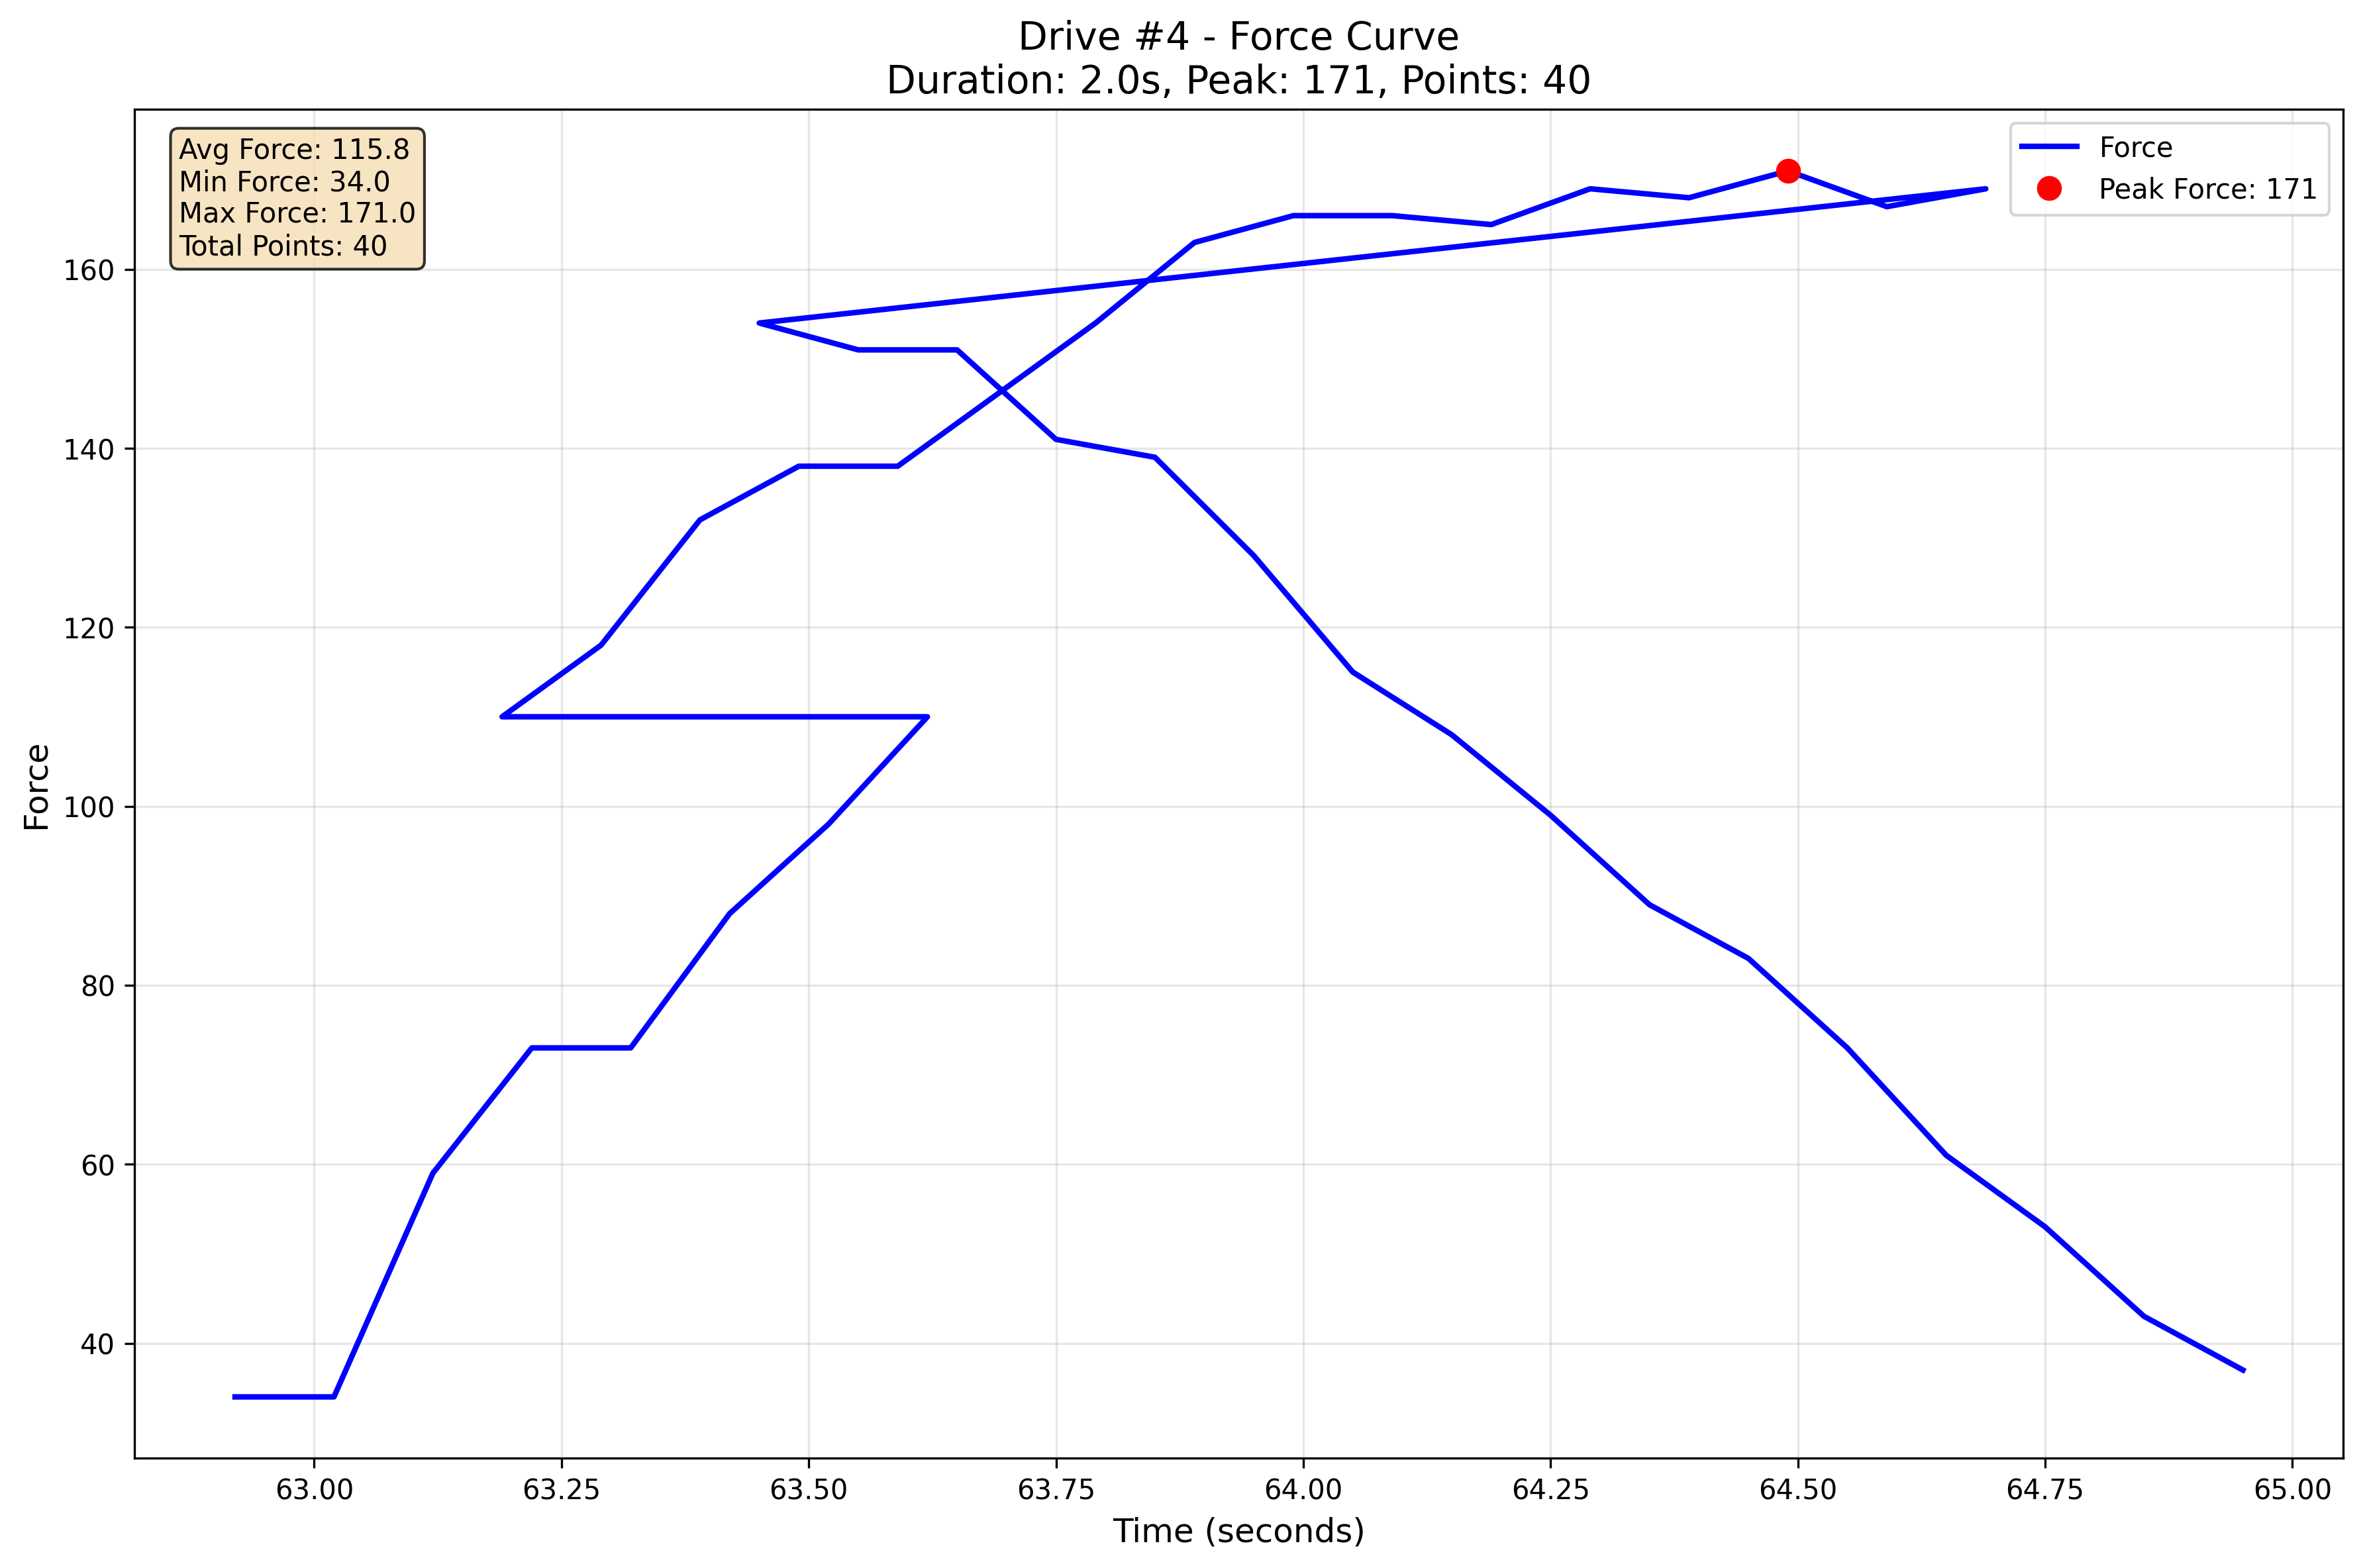 Drive #4 - Force Curve
Duration: 2.0s, Peak: 171, Points: 40
Avg Force: 115.8
Min Force: 34.0
Max Force: 171.0
Total Points: 40
Force
Peak Force: 171
160
140
120
100
80
60
40
Force
63.00
63.25
63.50
63.75
64.00
64.25
64.50
64.75
65.00
Time (seconds)